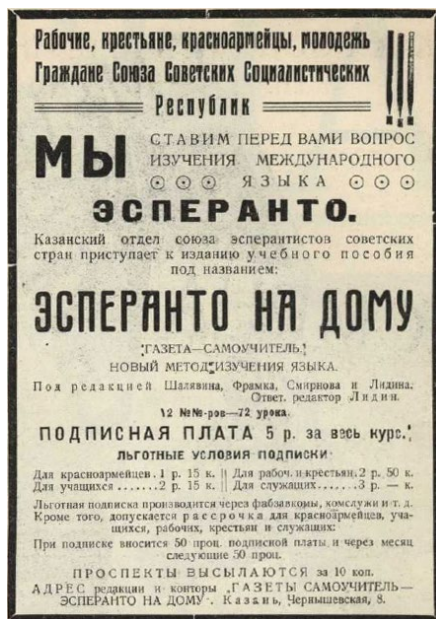 Рабочие, крестьяне, красноармейцы, молодежь
Граждане Союза Советских Социалистических
Республик !!!
МЫ СТАВИМ ПЕРЕД ВАМИ ВОПРОС
ИЗУЧЕНИЯ МЕЖДУНАРОДНОГО
ЯЗЫКА
ЭСПЕРАНТО.
Казанский отдел союза эсперантистов советских
стран приступает к изданию учебного пособия
под названием:
ЭСПЕРАНТО НА ДОМУ
"ГАЗЕТА—САМОУЧИТЕЛЬ."
НОВЫЙ МЕТОД ИЗУЧЕНИЯ ЯЗЫКА.
Под редакцией Шалявина, Фрамка, Смирнова и Лидина.
Ответ. редактор Лидин.
12 №№-ров—72 урока.
ПОДПИСНАЯ ПЛАТА 5 р. за весь курс.
ЛЬГОТНЫЕ УСЛОВИЯ ПОДПИСКИ
Для красноармейцев. 1 р. 15 к. || Для рабоч. и крестьян. 2 р. 50 к.
Для учащихся ....... 2 р. 15 к. || Для служащих ..... 3 р. — к.
Льготная подписка производится через фабзавкомы, комслужи и т. д.
Кроме того, допускается рассрочка для красноармейцев, уча-
щихся, рабочих, крестьян и служащих:
При подписке вносится 50 проц. подписной платы и через месяц
следующие 50 проц.
ПРОСПЕКТЫ ВЫСЫЛАЮТСЯ за 10 коп.
АДРЕС редакции и конторы „ГАЗЕТЫ САМОУЧИТЕЛЬ—
ЭСПЕРАНТО НА ДОМУ". Казань, Чернышевская, 8.